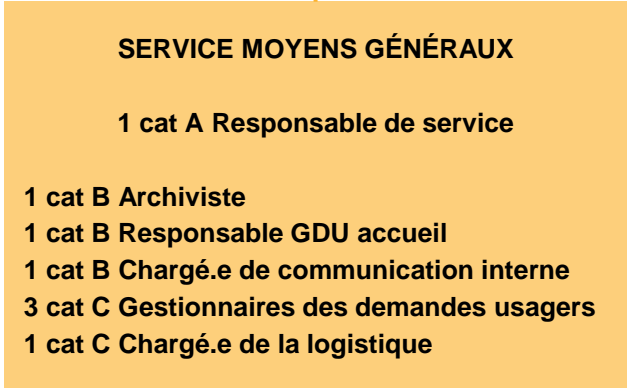 SERVICE MOYENS GÉNÉRAUX
1 cat A Responsable de service
1 cat B Archiviste
1 cat B Responsable GDU accueil
1 cat B Chargé.e de communication interne
3 cat C Gestionnaires des demandes usagers
1 cat C Chargé.e de la logistique